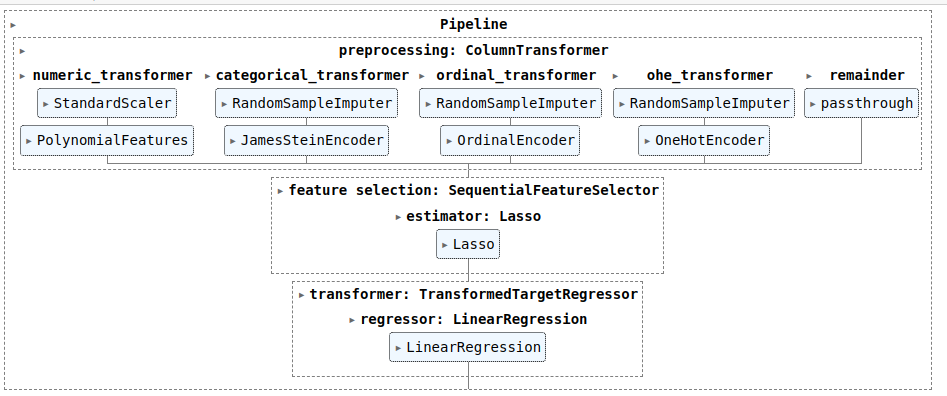 Pipeline
preprocessing: ColumnTransformer
numeric_transformer categorical_transformer ordinal_transformer ohe_transformer remainder
StandardScaler RandomSampleImputer RandomSampleImputer RandomSampleImputer passthrough
PolynomialFeatures JamesSteinEncoder OrdinalEncoder OneHotEncoder
feature selection: SequentialFeatureSelector
estimator: Lasso
Lasso
transformer: TransformedTargetRegressor
regressor: LinearRegression
LinearRegression